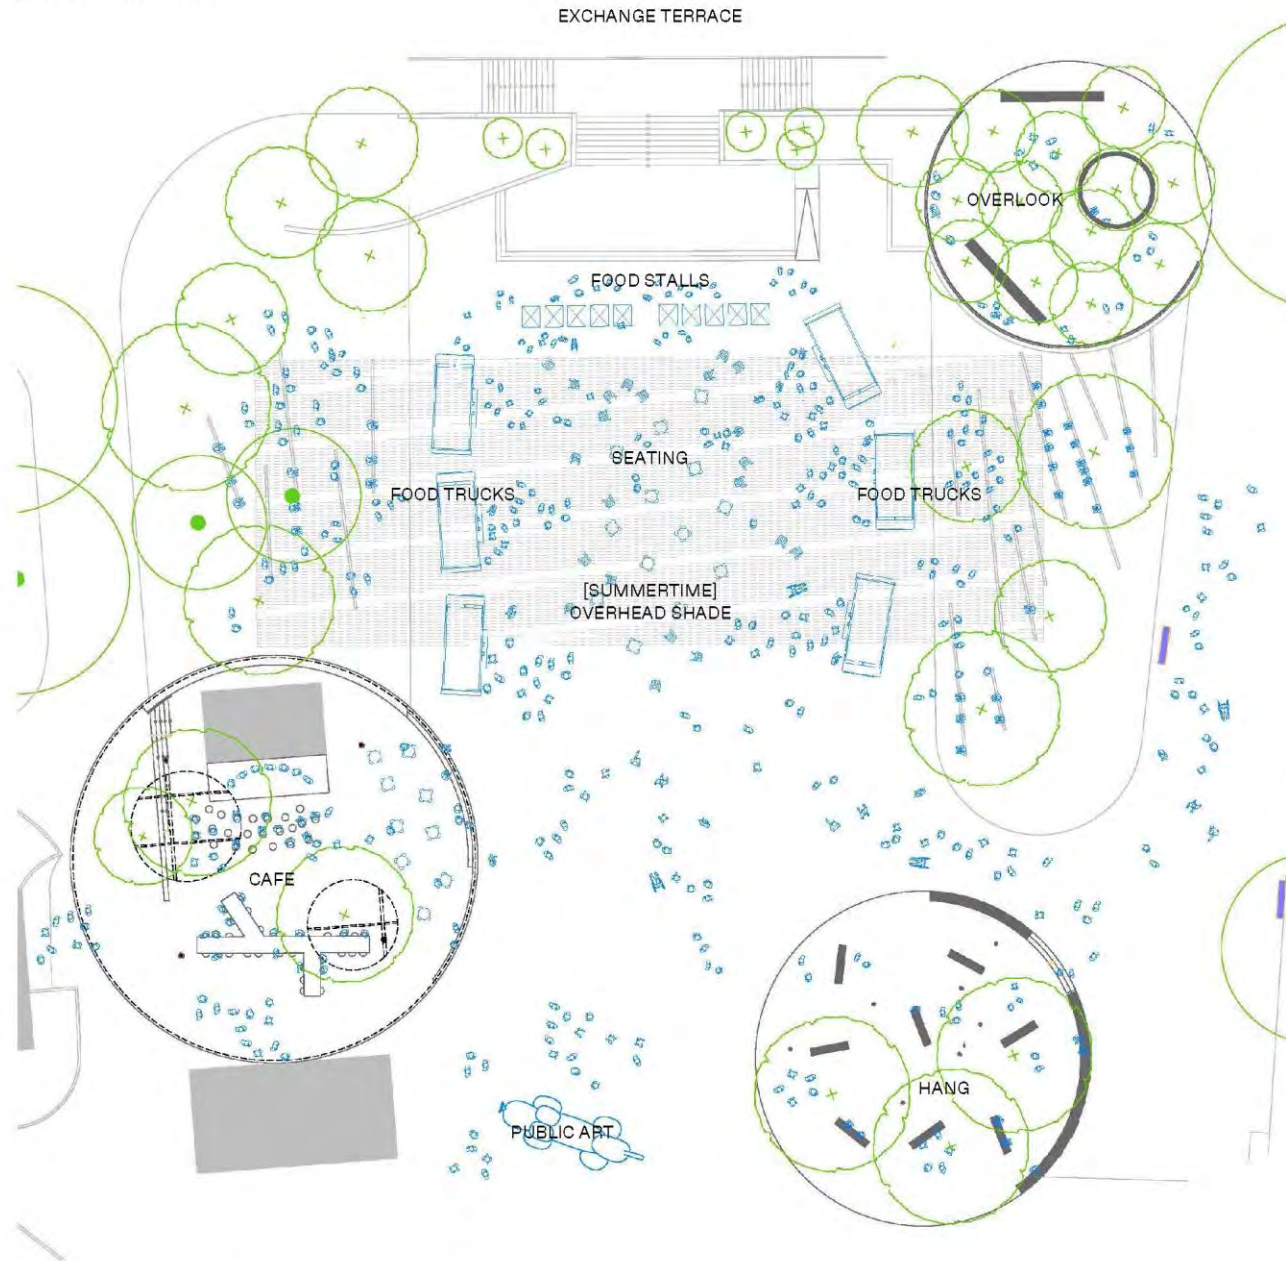 EXCHANGE TERRACE
OVERLOOK
FOOD STALLS
SEATING
FOOD TRUCKS
FOOD TRUCKS
[SUMMERTIME]
OVERHEAD SHADE
CAFE
HANG
PUBLIC ART